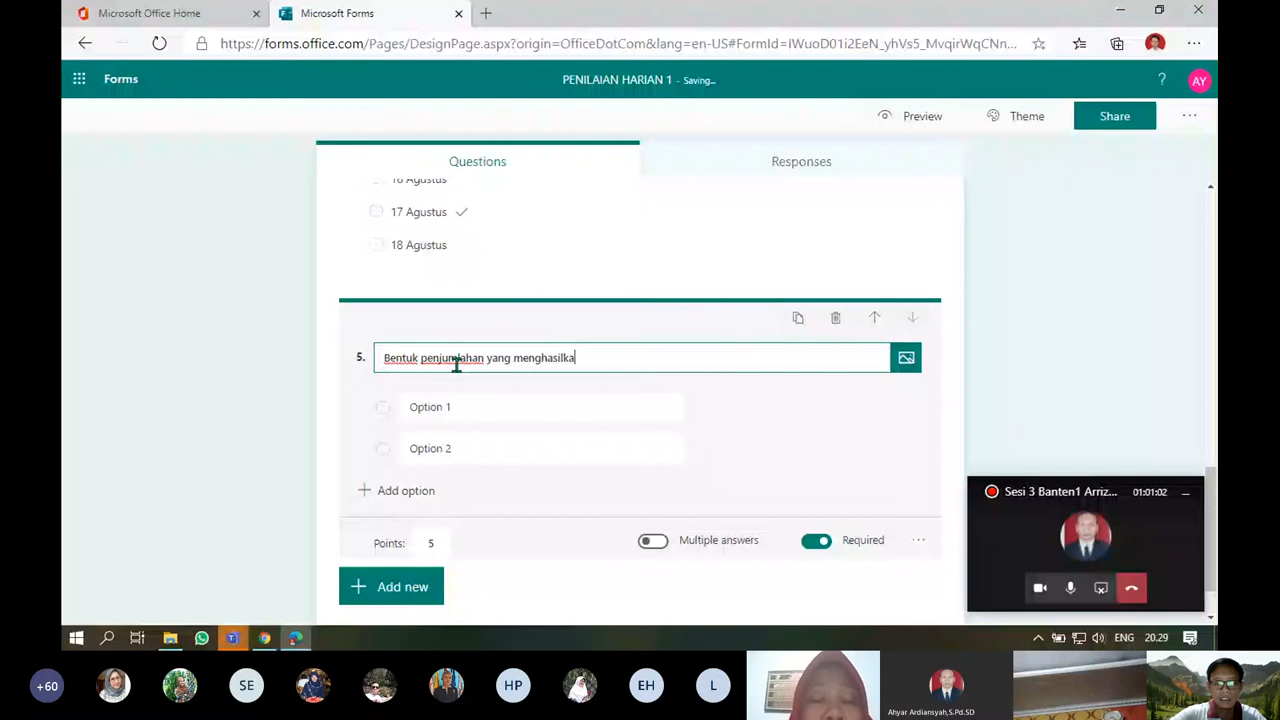 Microsoft Office Home
Microsoft Forms
https://forms.office.com/Pages/DesignPage.aspx?origin=OfficeDotCom&lang=en-US#FormId=IWuoD01i2EeN_yhVs5_MvqirWqCNn...
Forms
PENILAIAN HARIAN 1 - Saving...
?
AY
Preview
Theme
Share
Questions
Responses
16 Agustus
17 Agustus
18 Agustus
5.
Bentuk penjumlahan yang menghasilka
Option 1
Option 2
Add option
Points: 5
Multiple answers
Required
Add new
Sesi 3 Banten1 Arriz...
01:01:02
ENG
20.29
+60
SE
HP
EH
L
Ahyar Ardiansyah,S.Pd.SD